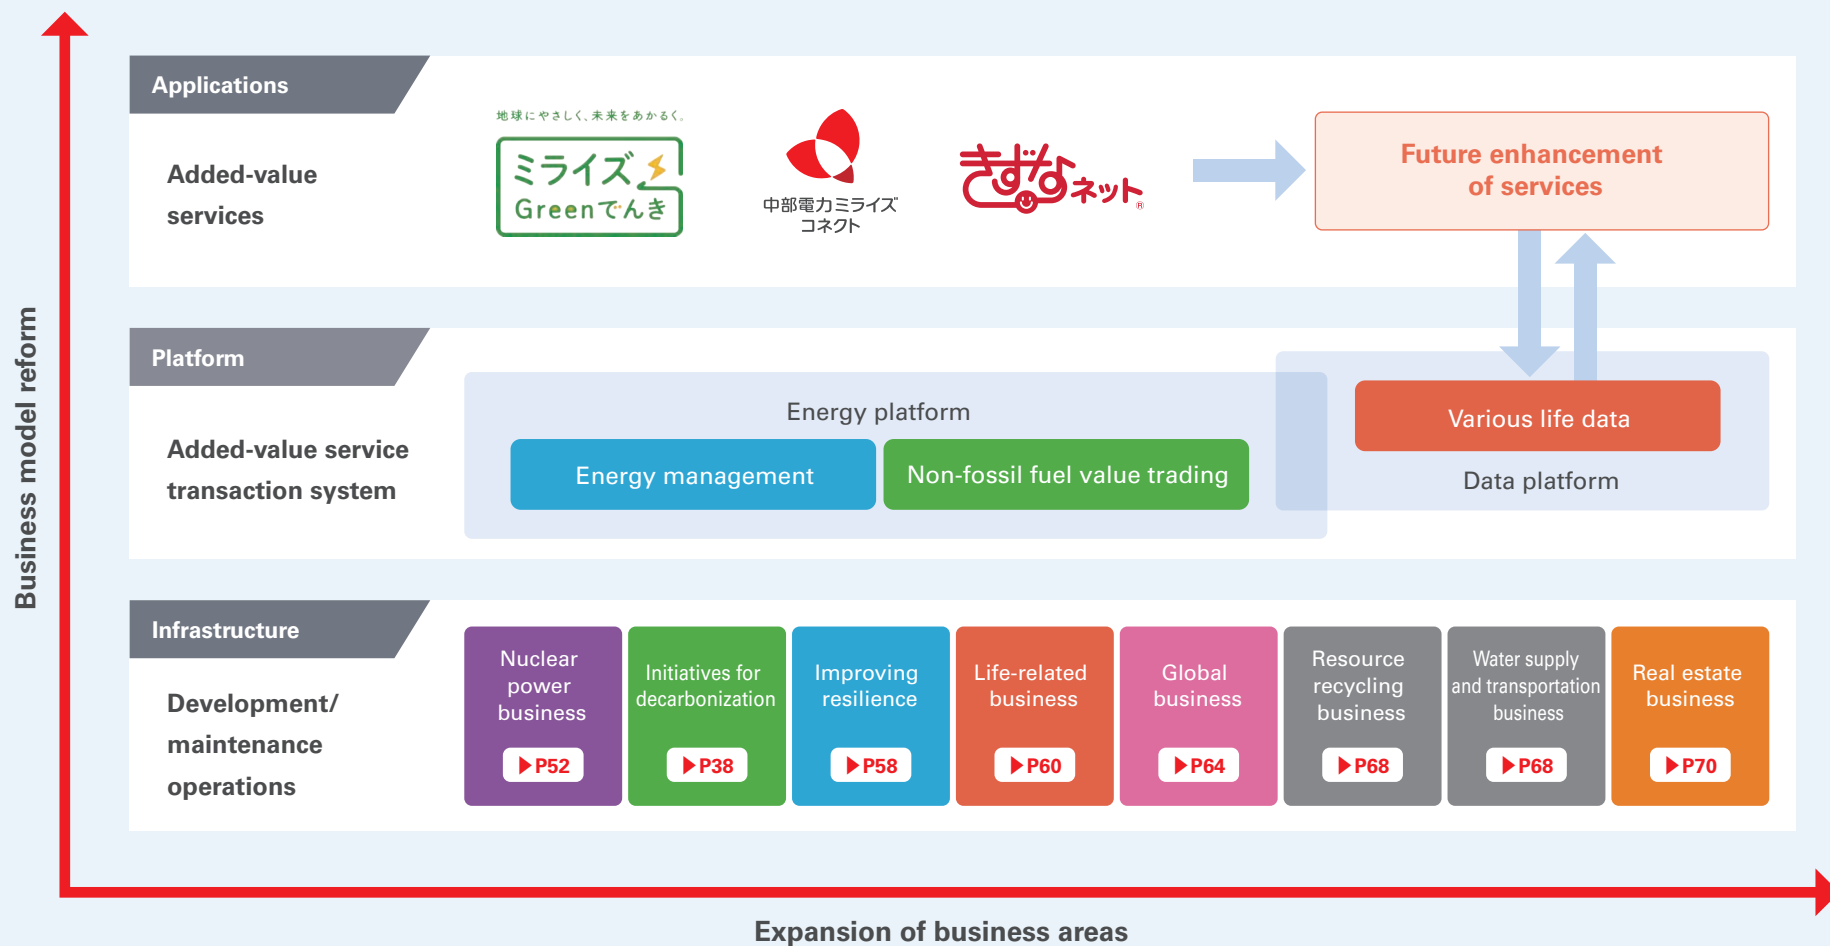 Business model reform
Applications
Added-value
services
地球にやさしく、未来をあかるく。
ミライズ
Greenでんき
中部電力ミライズ
コネクト
きずなネット®
Future enhancement
of services
Platform
Added-value service
transaction system
Energy platform
Energy management
Non-fossil fuel value trading
Various life data
Data platform
Infrastructure
Development/
maintenance
operations
Nuclear
power
business
▶P52
Initiatives for
decarbonization
▶P38
Improving
resilience
▶P58
Life-related
business
▶P60
Global
business
▶P64
Resource
recycling
business
▶P68
Water supply
and transportation
business
▶P68
Real estate
business
▶P70
Expansion of business areas